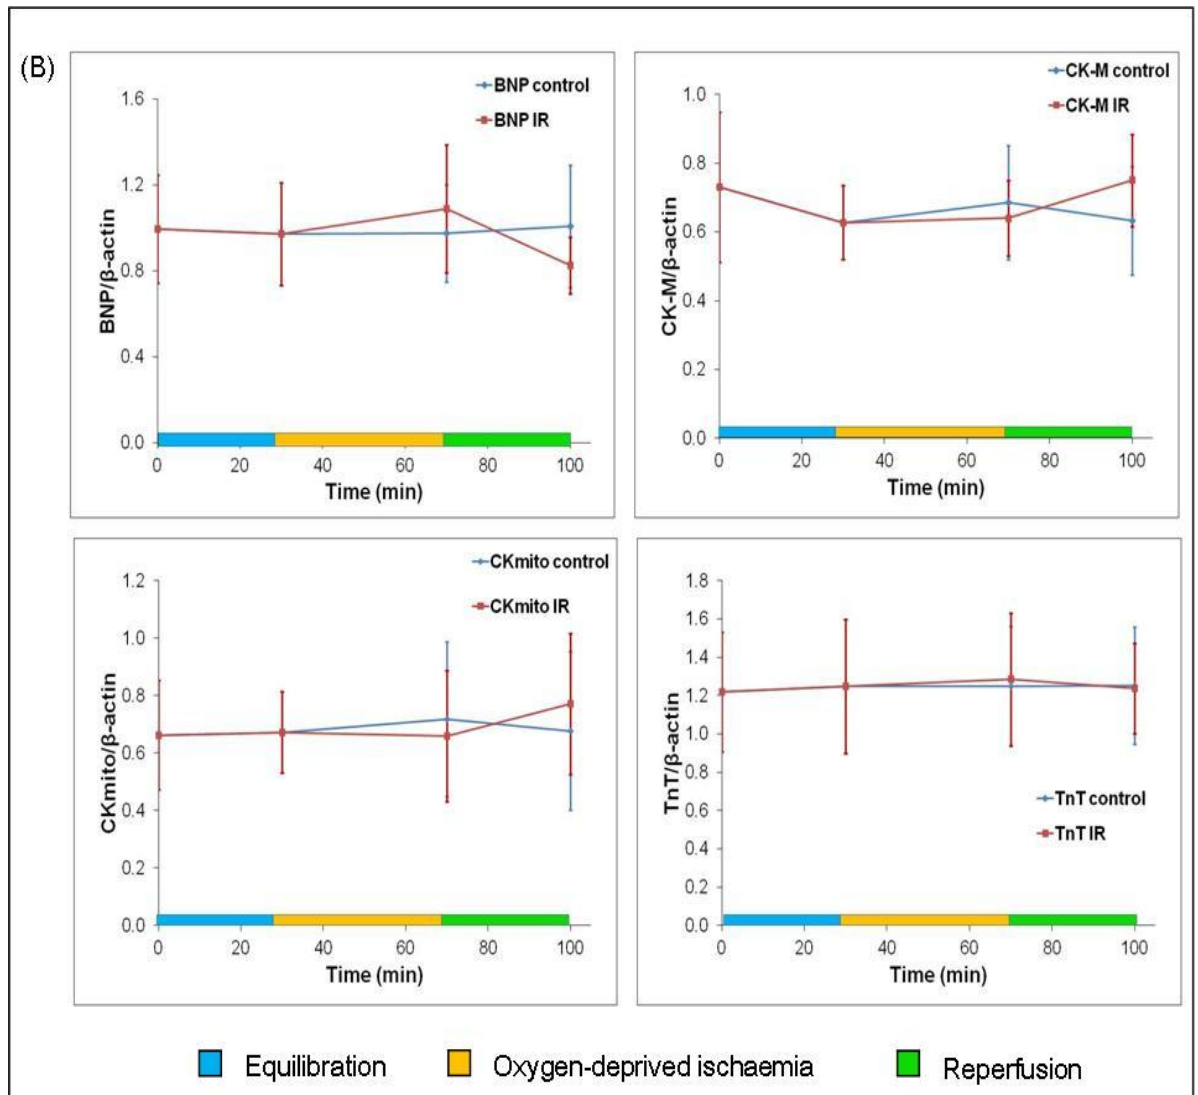 (B)
BNP control
BNP IR
1.6
1.2
0.8
0.4
0.0
BNP/β-actin
0 20 40 60 80 100
Time (min)
CK-M control
CK-M IR
1.0
0.8
0.6
0.4
0.2
0.0
CK-M/β-actin
0 20 40 60 80 100
Time (min)
CKmito control
CKmito IR
1.2
1.0
0.8
0.6
0.4
0.2
0.0
CKmito/β-actin
0 20 40 60 80 100
Time (min)
1.8
1.6
1.4
1.2
1.0
0.8
0.6
0.4
0.2
0.0
TnT/β-actin
TnT control
TnT IR
0 20 40 60 80 100
Time (min)
Equilibration Oxygen-deprived ischaemia Reperfusion